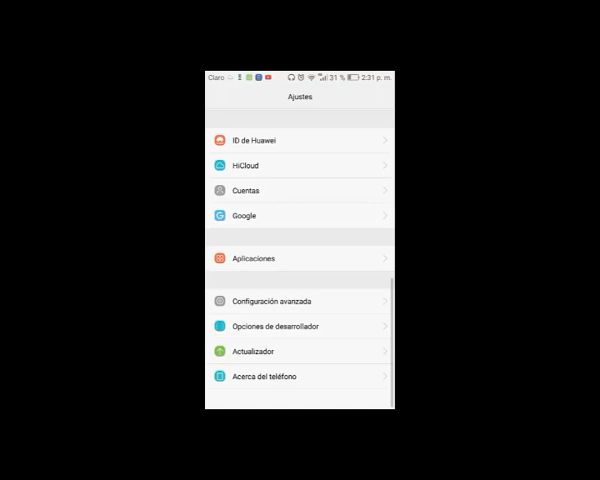 Claro 31 % 2:31 p. m.
Ajustes
ID de Huawei
HiCloud
Cuentas
Google
Aplicaciones
Configuración avanzada
Opciones de desarrollador
Actualizador
Acerca del teléfono